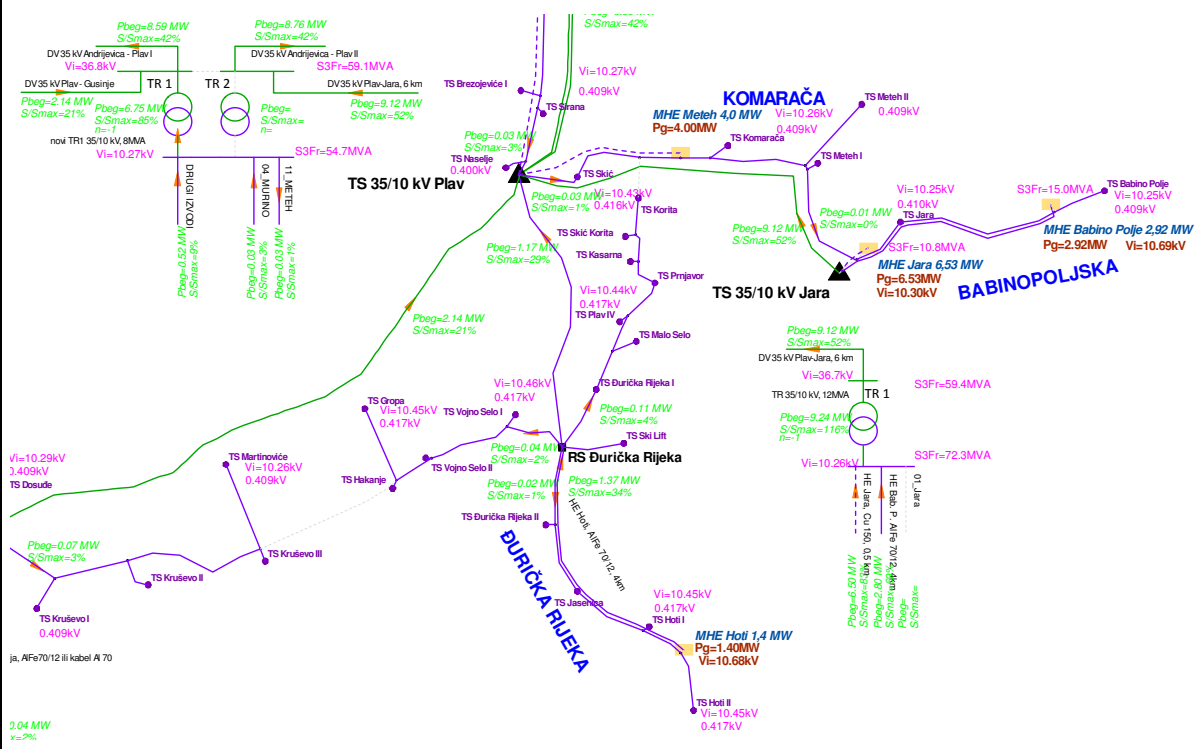 Pbeg=8.59 MW
S/Smax=42%
DV 35 kV Andrijevica - Plav I
Vi=36.8kV
DV 35 kV Plav - Gusinje
Pbeg=2.14 MW
S/Smax=21%
TR 1
Pbeg=6.75 MW
S/Smax=85%
n=-1
novi TR1 35/10 kV, 8MVA
Vi=10.27kV
Pbeg=8.76 MW
S/Smax=42%
DV 35 kV Andrijevica - Plav II
S3Fr=59.1MVA
TR 2
DV 35 kV Plav-Jara, 6 km
Pbeg=
S/Smax=
n=
Pbeg=9.12 MW
S/Smax=52%
S3Fr=54.7MVA
DRUGI IZVODI
04_MURINO
11_METEH
Pbeg=0.52 MW
S/Smax=6%
Pbeg=0.03 MW
S/Smax=3%
Pbeg=0.03 MW
S/Smax=1%
S/Smax=42%
TS Brezojeviće I
Vi=10.27kV
0.409kV
TS Sirana
Pbeg=0.03 MW
S/Smax=3%
TS Naselje
0.400kV
TS 35/10 kV Plav
KOMARAČA
MHE Meteh 4,0 MW
Pg=4.00MW
Vi=10.26kV
0.409kV
TS Meteh II
0.409kV
TS Komarača
TS Meteh I
TS Skić
Pbeg=0.03 MW
S/Smax=1%
Vi=10.43kV
0.416kV
TS Korita
Pbeg=1.17 MW
S/Smax=29%
TS Skić Korita
TS Kasarna
TS Prnjavor
Vi=10.44kV
0.417kV
TS Plav IV
TS Malo Selo
Pbeg=9.12 MW
S/Smax=52%
Pbeg=0.01 MW
S/Smax=0%
Vi=10.25kV
0.410kV
TS Jara
S3Fr=15.0MVA
TS Babino Polje
Vi=10.25kV
0.409kV
MHE Babino Polje 2,92 MW
Pg=2.92MW
Vi=10.69kV
S3Fr=10.8MVA
MHE Jara 6,53 MW
Pg=6.53MW
Vi=10.30kV
TS 35/10 kV Jara
BABINOPOLJSKA
Pbeg=2.14 MW
S/Smax=21%
Pbeg=9.12 MW
S/Smax=52%
DV 35 kV Plav-Jara, 6 km
Vi=36.7kV
S3Fr=59.4MVA
TR 35/10 kV, 12MVA
TR 1
Pbeg=9.24 MW
S/Smax=116%
n=-1
Vi=10.26kV
S3Fr=72.3MVA
HE Jara, Cu 150, 0,5 km
HE Bab. P. AlFe 70/12,
01_Jara
Pbeg=6.50 MW
Pbeg=2.80 MW
Pbeg=
S/Smax=
Vi=10.46kV
0.417kV
TS Đurička Rijeka I
Pbeg=0.11 MW
S/Smax=4%
TS Gropa
Vi=10.45kV
0.417kV
TS Vojno Selo I
TS Ski Lift
Pbeg=0.04 MW
S/Smax=2%
RS Đurička Rijeka
TS Vojno Selo II
TS Hakanje
Pbeg=0.02 MW
S/Smax=1%
Pbeg=1.37 MW
S/Smax=34%
HE Hoti, AlFe 70/12, 4km
TS Đurička Rijeka II
ĐURIČKA RIJEKA
TS Jasenica
Vi=10.45kV
0.417kV
TS Hoti I
MHE Hoti 1,4 MW
Pg=1.40MW
Vi=10.68kV
TS Hoti II
Vi=10.45kV
0.417kV
Vi=10.29kV
0.409kV
TS Dosuđe
TS Martinoviće
Vi=10.26kV
0.409kV
Pbeg=0.07 MW
S/Smax=3%
TS Kruševo III
TS Kruševo II
TS Kruševo I
0.409kV
ja, AlFe70/12 ili kabel Al 70
0.04 MW
x=2%